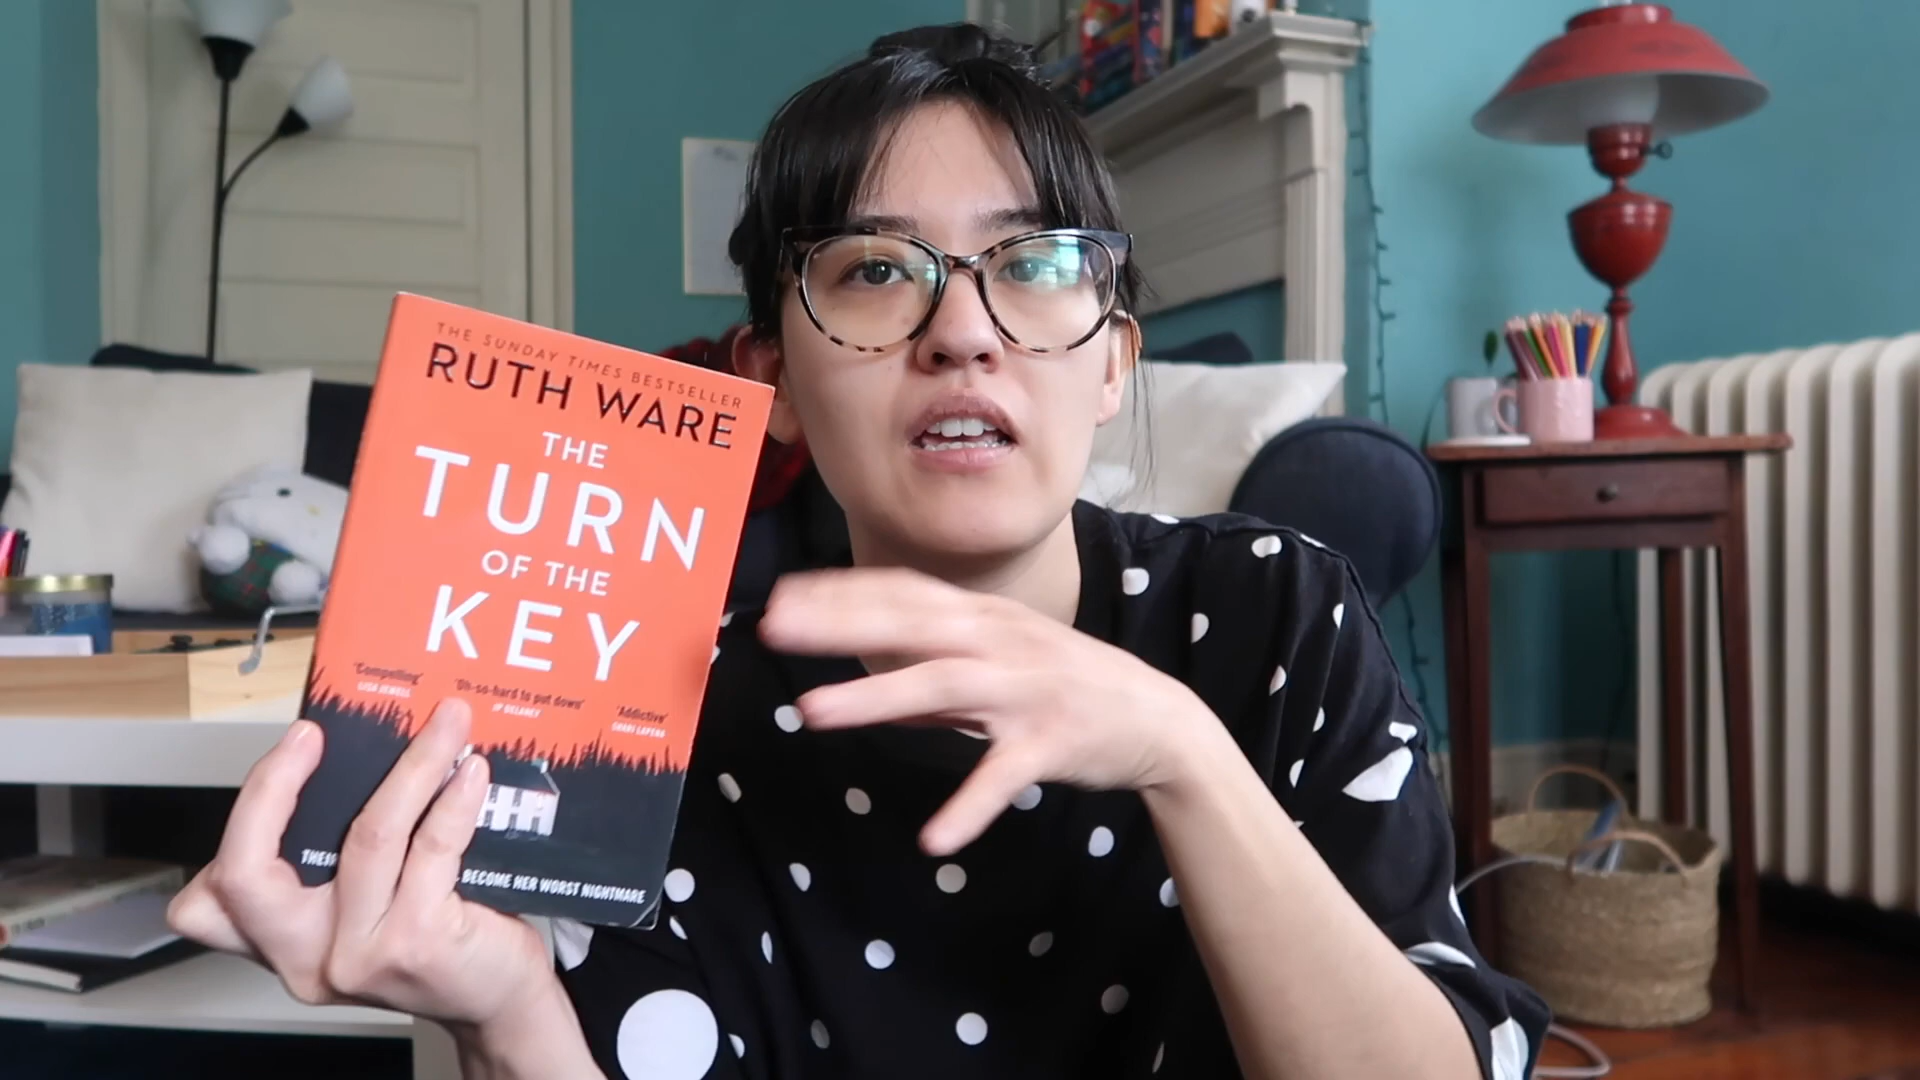 THE SUNDAY TIMES BESTSELLER
RUTH WARE
THE
TURN
OF THE
KEY
'Compelling'
LISA JEWELL
'Oh-so-hard to put down'
JP DELANEY
'Addictive'
SHARI LAPENA
BECOME HER WORST NIGHTMARE